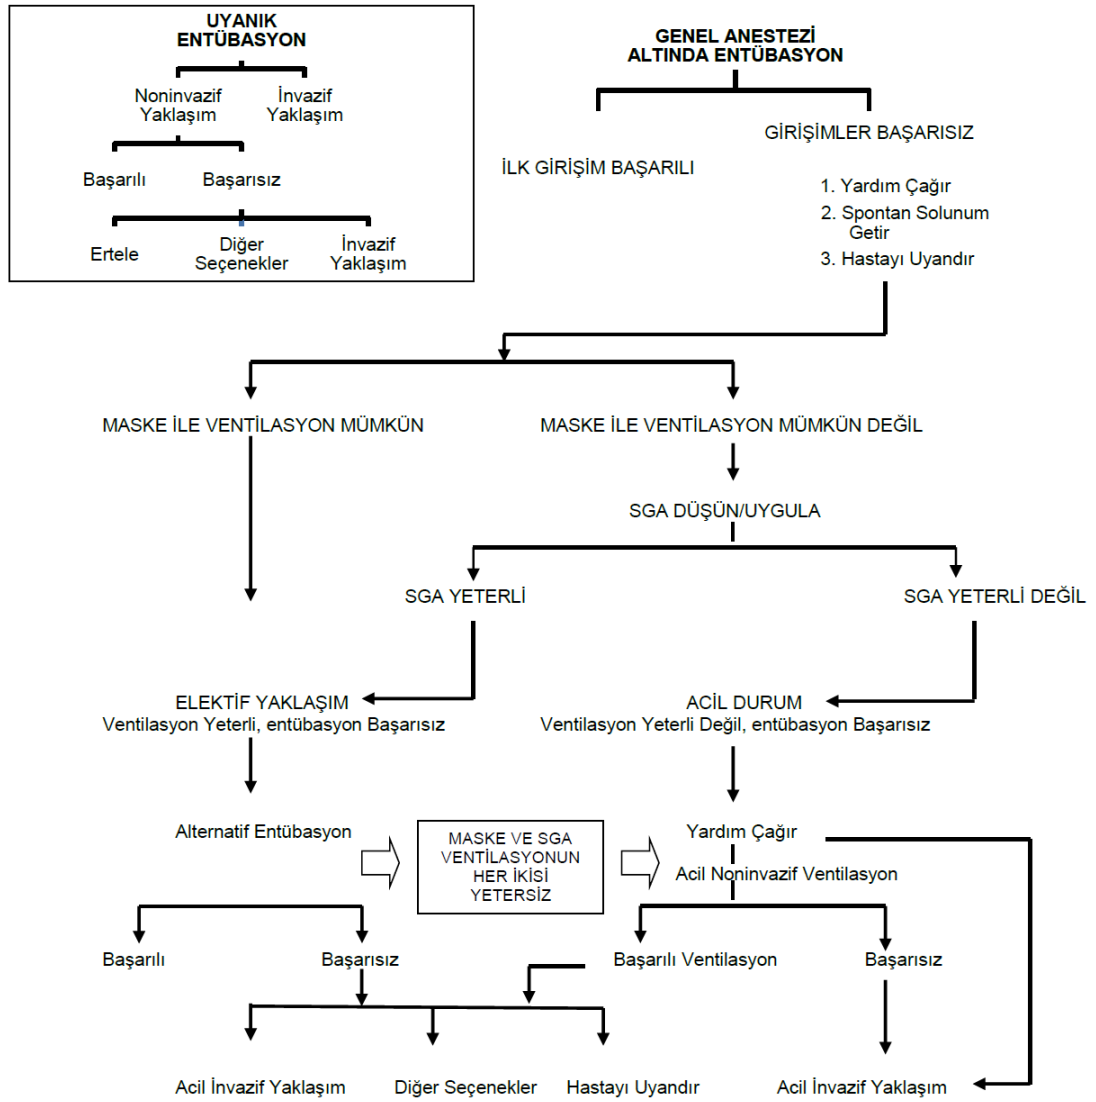 UYANIK
ENTÜBASYON
Noninvazif
Yaklaşım
İnvazif
Yaklaşım
Başarılı
Başarısız
Ertele
Diğer
Seçenekler
İnvazif
Yaklaşım
GENEL ANESTEZİ
ALTINDA ENTÜBASYON
İLK GİRİŞİM BAŞARILI
GİRİŞİMLER BAŞARISIZ
1. Yardım Çağır
2. Spontan Solunum
Getir
3. Hastayı Uyandır
MASKE İLE VENTİLASYON MÜMKÜN
MASKE İLE VENTİLASYON MÜMKÜN DEĞİL
SGA DÜŞÜN/UYGULA
SGA YETERLİ
SGA YETERLİ DEĞİL
ELEKTİF YAKLAŞIM
Ventilasyon Yeterli, entübasyon Başarısız
ACİL DURUM
Ventilasyon Yeterli Değil, entübasyon Başarısız
Alternatif Entübasyon
MASKE VE SGA
VENTİLASYONUN
HER İKİSİ
YETERSİZ
Yardım Çağır
Acil Noninvazif Ventilasyon
Başarılı
Başarısız
Başarılı Ventilasyon
Başarısız
Acil İnvazif Yaklaşım
Diğer Seçenekler
Hastayı Uyandır
Acil İnvazif Yaklaşım